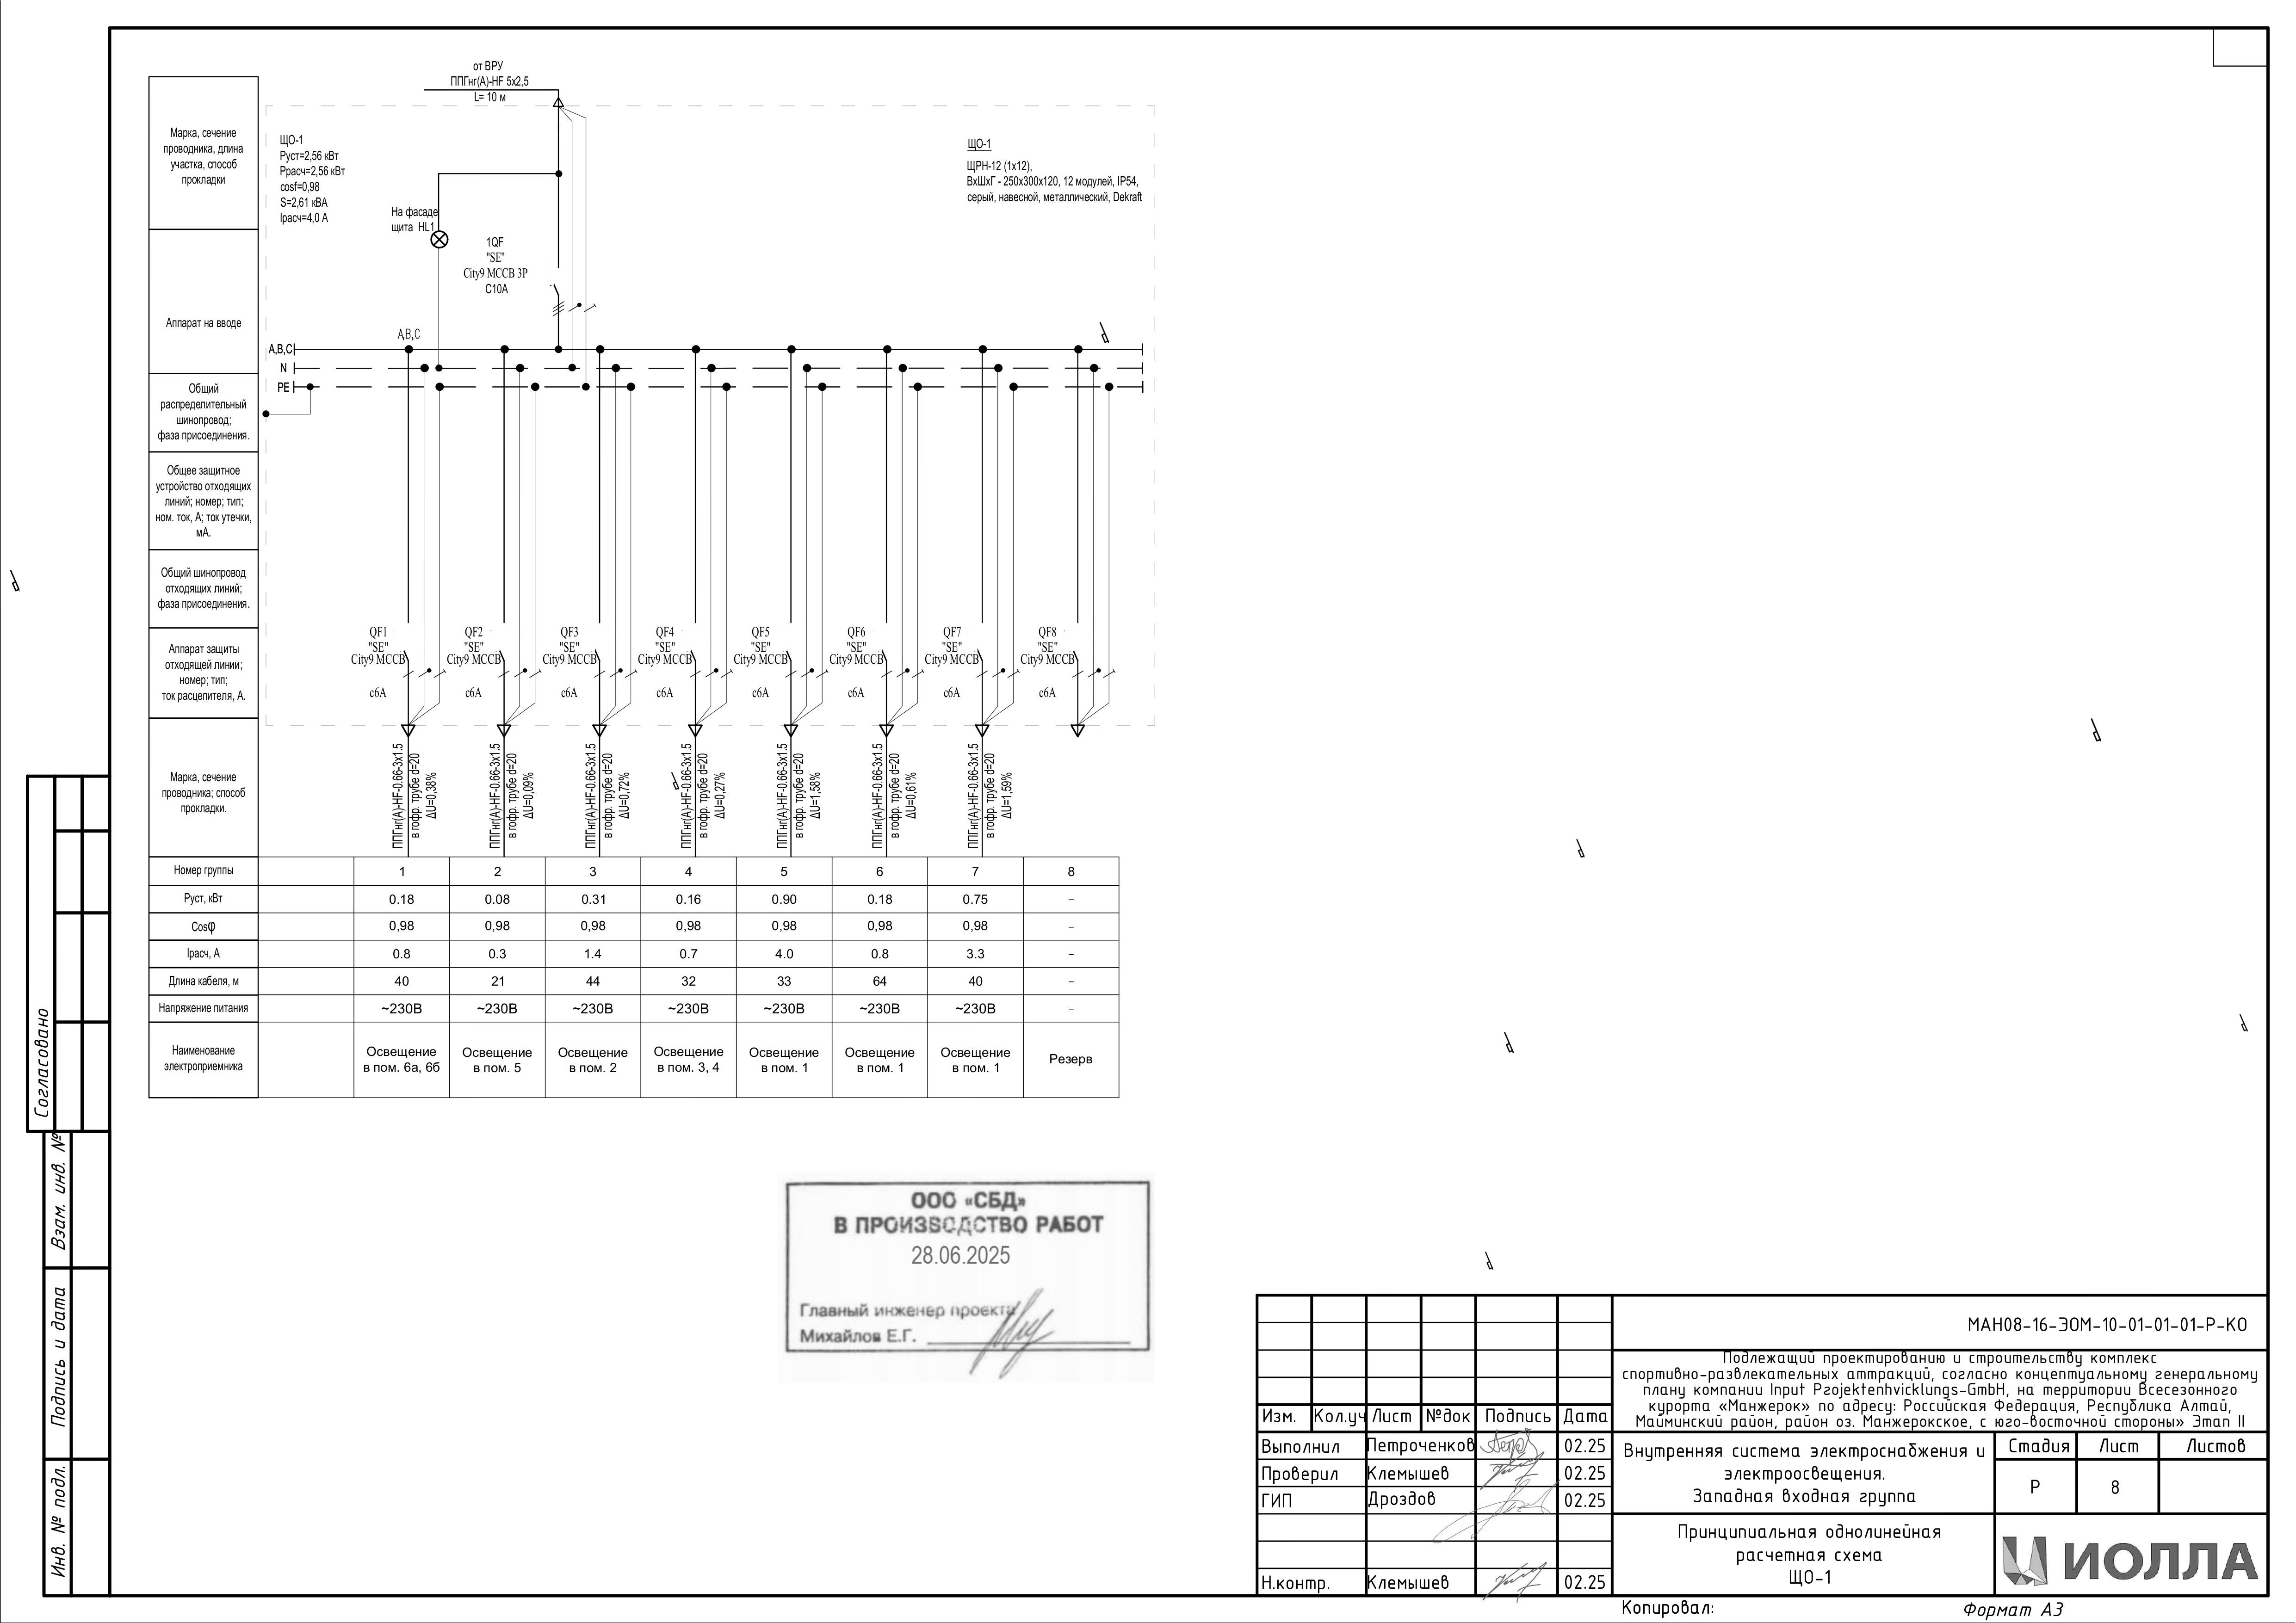 от ВРУ
ППГнг(А)-HF 5х2,5
L= 10 м
Марка, сечение
проводника, длина
участка, способ
прокладки
ЩО-1
Руст=2,56 кВт
Ррасч=2,56 кВт
cosf=0,98
S=2,61 кВА
Iрасч=4,0 А
ЩО-1
ЩРН-12 (1х12),
ВхШхГ - 250х300х120, 12 модулей, IP54,
серый, навесной, металлический, Dekraft
На фасаде
щита HL1
1QF
"SE"
City9 MCCB 3P
C10A
Аппарат на вводе
A,B,C
A,B,C
N
PE
Общий
распределительный
шинопровод;
фаза присоединения.
Общее защитное
устройство отходящих
линий; номер; тип;
ном. ток, А; ток утечки,
мА.
Общий шинопровод
отходящих линий;
фаза присоединения.
Аппарат защиты
отходящей линии;
номер; тип;
ток расцепителя, А.
QF1 QF2 QF3 QF4 QF5 QF6 QF7 QF8
"SE" "SE" "SE" "SE" "SE" "SE" "SE" "SE"
City9 MCCB City9 MCCB City9 MCCB City9 MCCB City9 MCCB City9 MCCB City9 MCCB City9 MCCB
c6A c6A c6A c6A c6A c6A c6A c6A
Марка, сечение
проводника; способ
прокладки.
ППГнг(А)-HF-0.66-3х1.5
в гофр. трубе d=20
ΔU=0,38%
ППГнг(А)-HF-0.66-3х1.5
в гофр. трубе d=20
ΔU=0,09%
ППГнг(А)-HF-0.66-3х1.5
в гофр. трубе d=20
ΔU=0,72%
ППГнг(А)-HF-0.66-3х1.5
в гофр. трубе d=20
ΔU=0,27%
ППГнг(А)-HF-0.66-3х1.5
в гофр. трубе d=20
ΔU=1,58%
ППГнг(А)-HF-0.66-3х1.5
в гофр. трубе d=20
ΔU=0,61%
ППГнг(А)-HF-0.66-3х1.5
в гофр. трубе d=20
ΔU=1,59%
Номер группы 1 2 3 4 5 6 7 8
Руст, кВт 0.18 0.08 0.31 0.16 0.90 0.18 0.75 –
Cosφ 0,98 0,98 0,98 0,98 0,98 0,98 0,98 –
Iрасч, А 0.8 0.3 1.4 0.7 4.0 0.8 3.3 –
Длина кабеля, м 40 21 44 32 33 64 40 –
Напряжение питания ~230В ~230В ~230В ~230В ~230В ~230В ~230В –
Наименование
электроприемника
Освещение
в пом. 6а, 6б
Освещение
в пом. 5
Освещение
в пом. 2
Освещение
в пом. 3, 4
Освещение
в пом. 1
Освещение
в пом. 1
Освещение
в пом. 1
Резерв
Согласовано
Взам. инв. №
Подпись и дата
Инв. № подл.
ООО «СБД»
В ПРОИЗВОДСТВО РАБОТ
28.06.2025
Главный инженер проекта
Михайлов Е.Г.
МАН08-16-ЭОМ-10-01-01-01-Р-КО
Подлежащий проектированию и строительству комплекс
спортивно-развлекательных аттракций, согласно концептуальному генеральному
плану компании Input Projektenhvicklungs-GmbH, на территории Всесезонного
курорта «Манжерок» по адресу: Российская Федерация, Республика Алтай,
Майминский район, район оз. Манжерокское, с юго-восточной стороны» Этап II
Изм. Кол.уч Лист №док Подпись Дата
Выполнил Петроченков 02.25
Проверил Клемышев 02.25
ГИП Дроздов 02.25
Н.контр. Клемышев 02.25
Внутренняя система электроснабжения и
электроосвещения.
Западная входная группа
Стадия Лист Листов
Р 8
Принципиальная однолинейная
расчетная схема
ЩО-1
ИОЛЛА
Копировал:
Формат А3